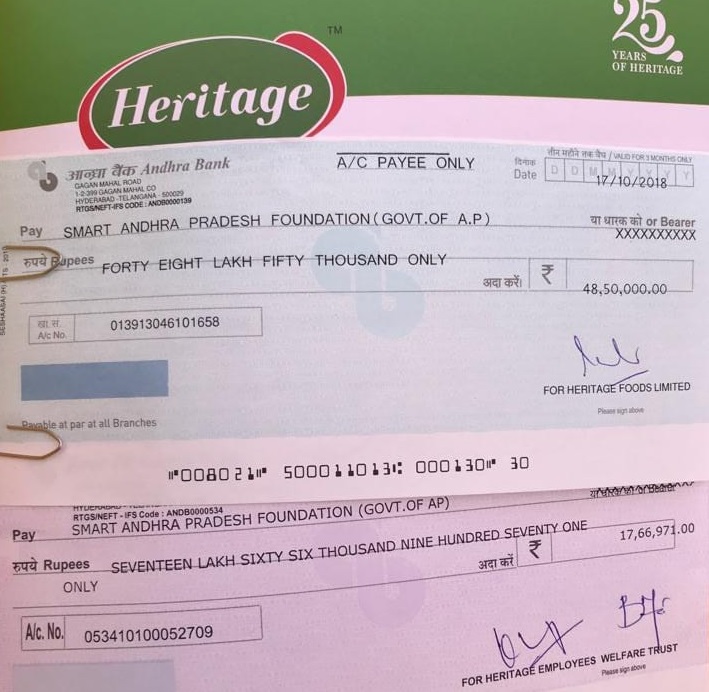 TM
25
YEARS
OF HERITAGE
Heritage
आन्ध्रा बैंक Andhra Bank
GAGAN MAHAL ROAD
1-2-399 GAGAN MAHAL CO
HYDERABAD - TELANGANA - 500029
RTGS/NEFT-IFS CODE : ANDB0000139
A/C PAYEE ONLY
तीन महीने तक वैध / VALID FOR 3 MONTHS ONLY
दिनांक
Date
17/10/2018
Pay SMART ANDHRA PRADESH FOUNDATION(GOVT.OF A.P) या धारक को or Bearer
XXXXXXXXXX
रुपये Rupees FORTY EIGHT LAKH FIFTY THOUSAND ONLY
अदा करें। ₹ 48,50,000.00
खा.सं.
A/c No. 013913046101658
FOR HERITAGE FOODS LIMITED
Please sign above
Payable at par at all Branches
⑈008021⑈ 500011013⑆ 000130⑈ 30
RTGS/NEFT - IFS Code : ANDB0000534
या धारक को or Bearer
Pay SMART ANDHRA PRADESH FOUNDATION (GOVT.OF AP)
रुपये Rupees SEVENTEEN LAKH SIXTY SIX THOUSAND NINE HUNDRED SEVENTY ONE
ONLY
अदा करें ₹ 17,66,971.00
A/c. No. 053410100052709
FOR HERITAGE EMPLOYEES WELFARE TRUST
Please sign above